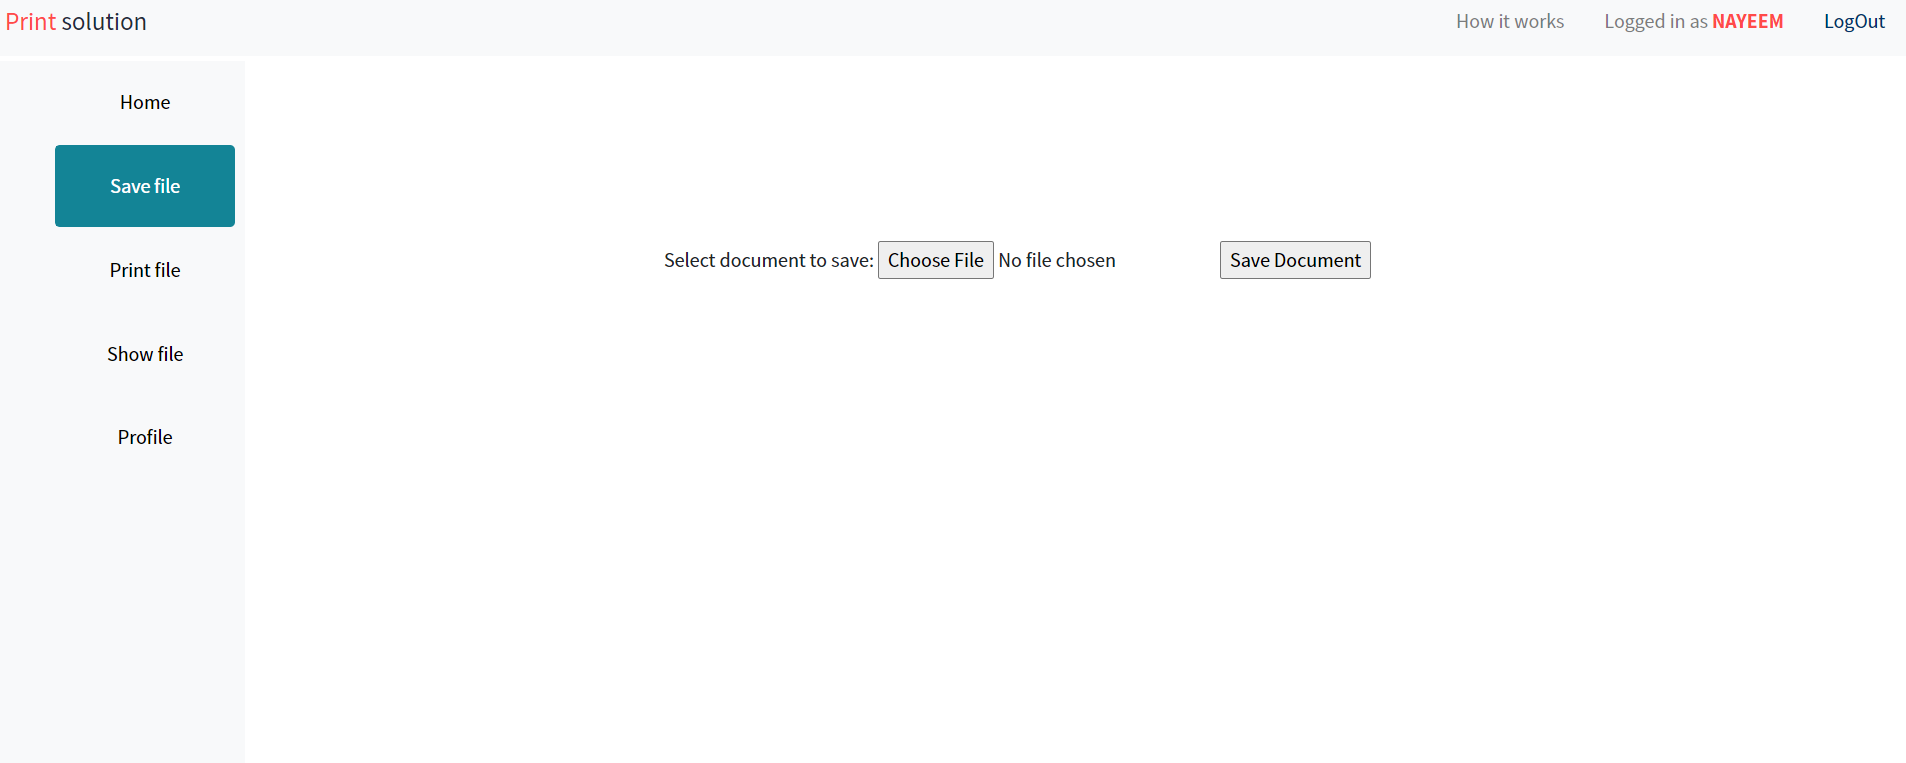 Print solution
How it works Logged in as NAYEEM LogOut
Home
Save file
Print file
Show file
Profile
Select document to save: Choose File No file chosen Save Document